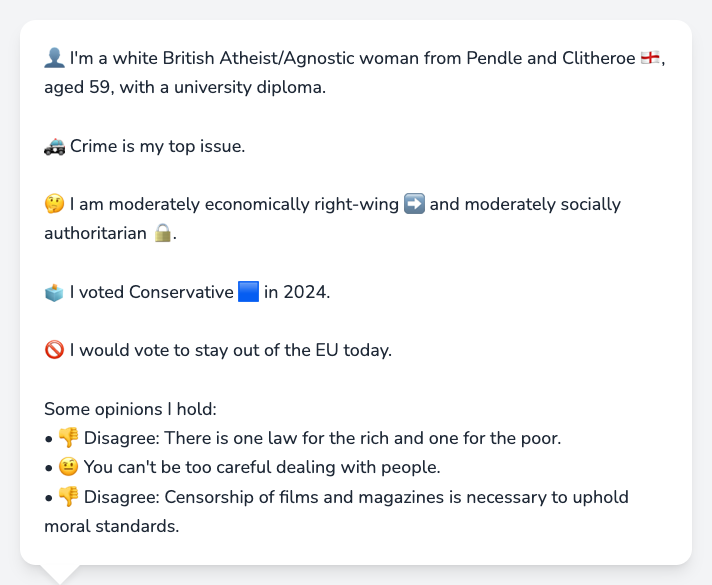 👤 I'm a white British Atheist/Agnostic woman from Pendle and Clitheroe 🏴󠁧󠁢󠁥󠁮󠁧󠁿,
aged 59, with a university diploma.
🚓 Crime is my top issue.
🤔 I am moderately economically right-wing ➡️ and moderately socially
authoritarian 🔒.
🗳️ I voted Conservative 🟦 in 2024.
🚫 I would vote to stay out of the EU today.
Some opinions I hold:
• 👎 Disagree: There is one law for the rich and one for the poor.
• 🤨 You can't be too careful dealing with people.
• 👎 Disagree: Censorship of films and magazines is necessary to uphold
moral standards.